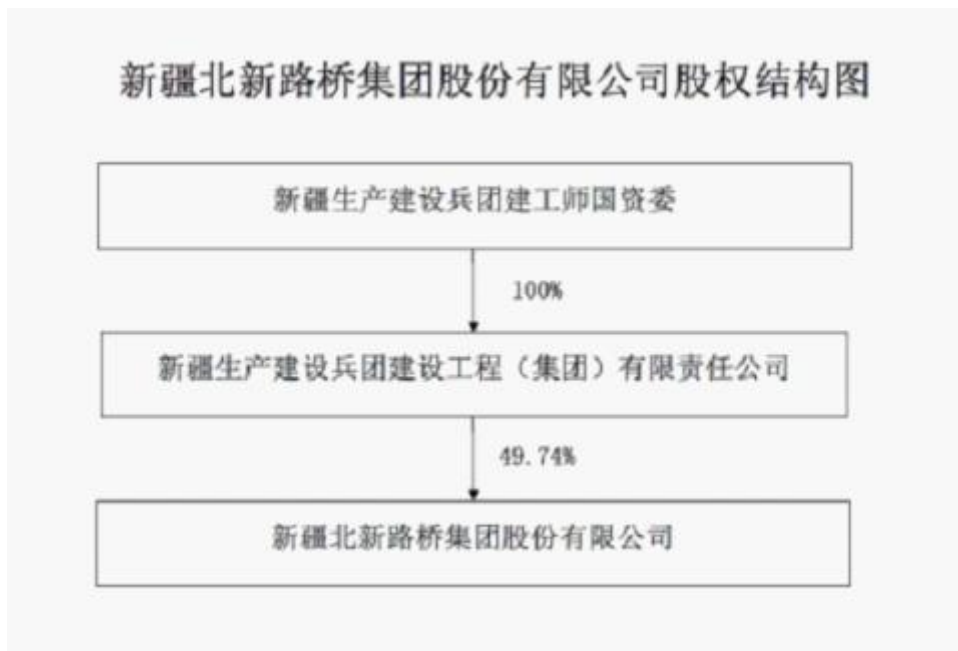 新疆北新路桥集团股份有限公司股权结构图
新疆生产建设兵团建工师国资委
100%
新疆生产建设兵团建设工程（集团）有限责任公司
49.74%
新疆北新路桥集团股份有限公司